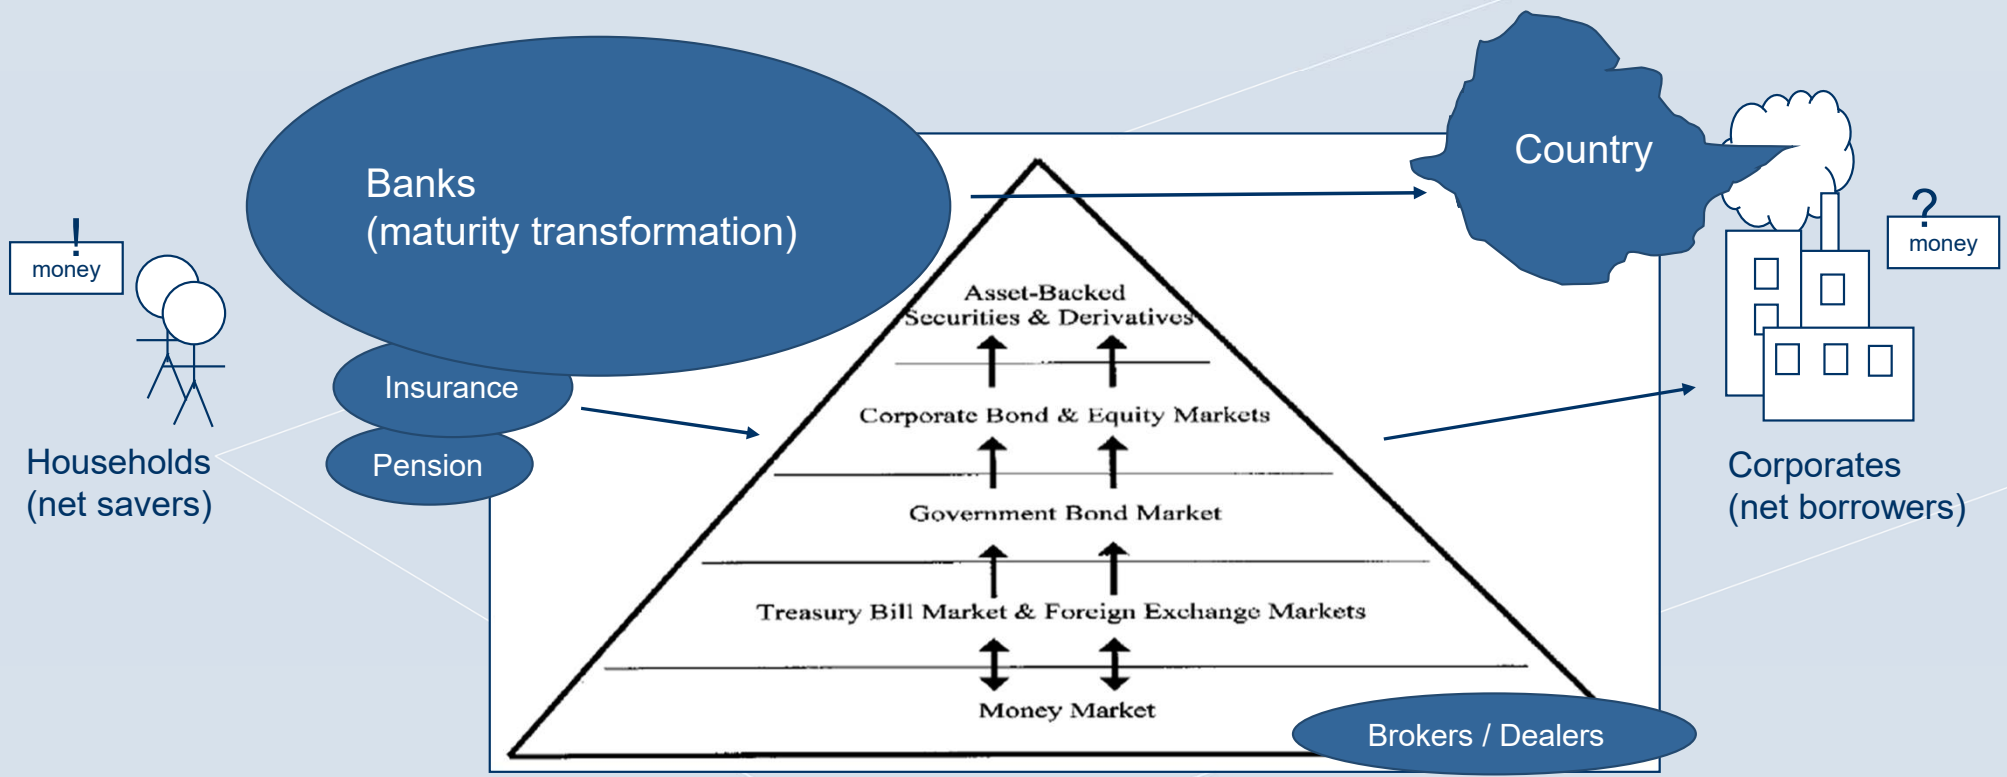 Banks
(maturity transformation)
Country
!
money
?
money
Asset-Backed
Securities & Derivatives
Insurance
Corporate Bond & Equity Markets
Pension
Households
(net savers)
Corporates
(net borrowers)
Government Bond Market
Treasury Bill Market & Foreign Exchange Markets
Money Market
Brokers / Dealers